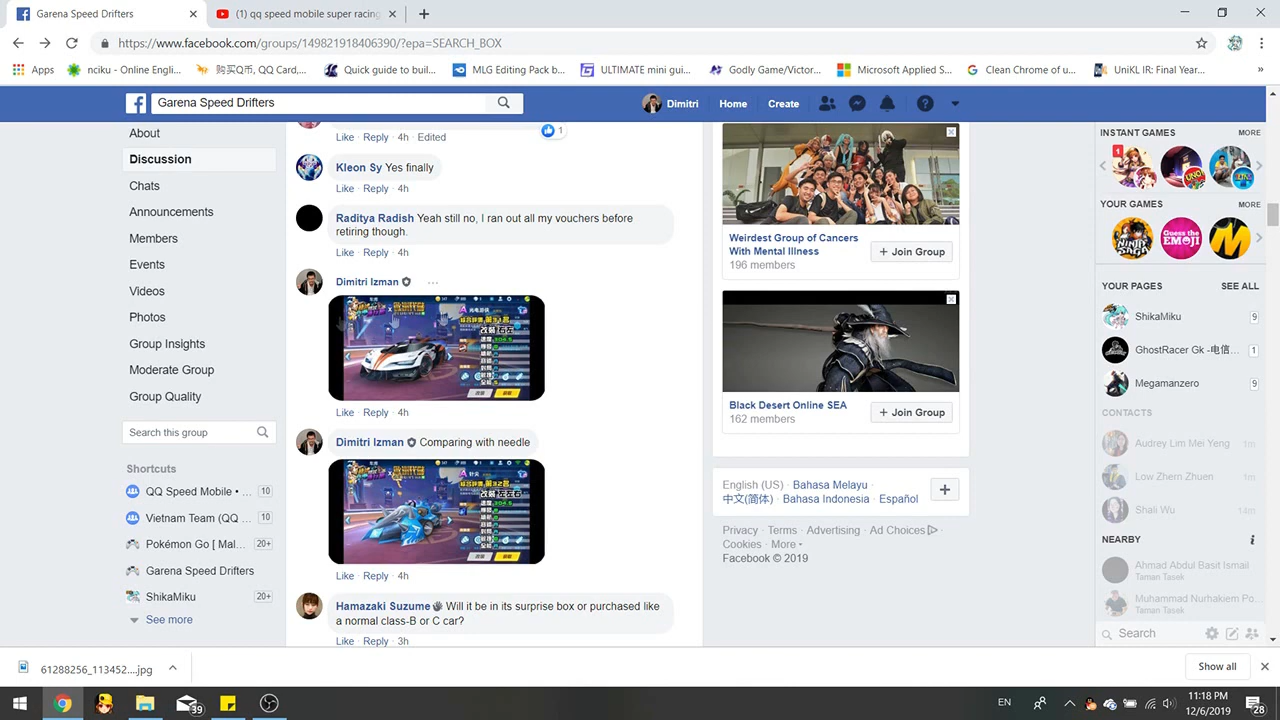 Garena Speed Drifters
(1) qq speed mobile super racing
https://www.facebook.com/groups/149821918406390/?epa=SEARCH_BOX
Apps
nciku - Online Engli...
购买Q币, QQ Card,...
Quick guide to buil...
MLG Editing Pack b...
ULTIMATE mini gui...
Godly Game/Victor...
Microsoft Applied S...
Clean Chrome of u...
UniKL IR: Final Year...
»
Garena Speed Drifters
Dimitri
Home
Create
About
Discussion
Chats
Announcements
Members
Events
Videos
Photos
Group Insights
Moderate Group
Group Quality
Search this group
Shortcuts
QQ Speed Mobile • ... 10
Vietnam Team (QQ ... 10
Pokémon Go [ Mal... 20+
Garena Speed Drifters
ShikaMiku 20+
See more
Like · Reply · 4h · Edited
1
Kleon Sy Yes finally
Like · Reply · 4h
Raditya Radish Yeah still no, I ran out all my vouchers before
retiring though.
Like · Reply · 4h
Dimitri Izman ...
Like · Reply · 4h
Dimitri Izman Comparing with needle
Like · Reply · 4h
Hamazaki Suzume Will it be in its surprise box or purchased like
a normal class-B or C car?
Like · Reply · 3h
Weirdest Group of Cancers
With Mental Illness
196 members
+ Join Group
Black Desert Online SEA
162 members
+ Join Group
English (US) · Bahasa Melayu ·
中文(简体) · Bahasa Indonesia · Español
Privacy · Terms · Advertising · Ad Choices
Cookies · More
Facebook © 2019
INSTANT GAMES MORE
1
UNO
YOUR GAMES MORE
NINJA SAGA
Guess the EMOJI
YOUR PAGES SEE ALL
ShikaMiku 9
GhostRacer Gk -电信... 1
Megamanzero 9
CONTACTS
Audrey Lim Mei Yeng 1m
Low Zhern Zhuen 1m
Shali Wu 14m
NEARBY
Ahmad Abdul Basit Ismail
Taman Tasek
Muhammad Nurhakiem Po...
Taman Tasek
Search
61288256_113452....jpg
Show all
39
EN
11:18 PM
12/6/2019
28